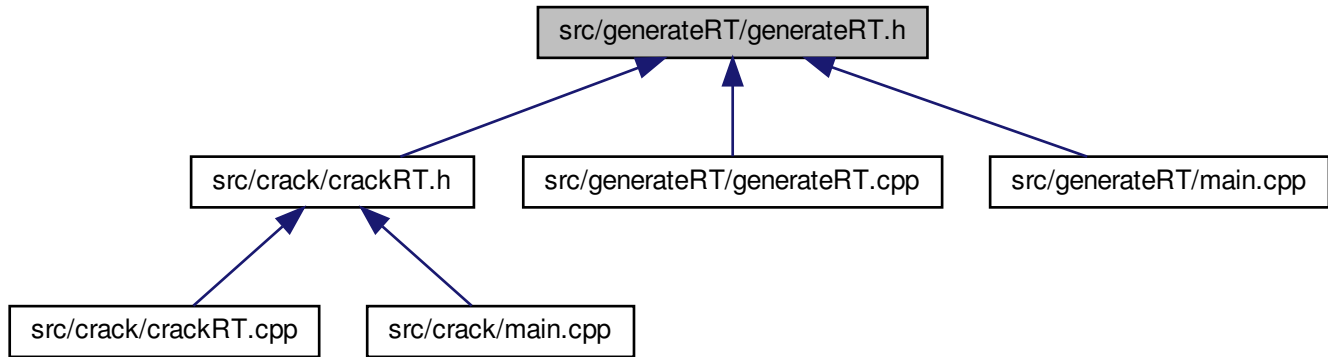 src/generateRT/generateRT.h
src/crack/crackRT.h
src/generateRT/generateRT.cpp
src/generateRT/main.cpp
src/crack/crackRT.cpp
src/crack/main.cpp